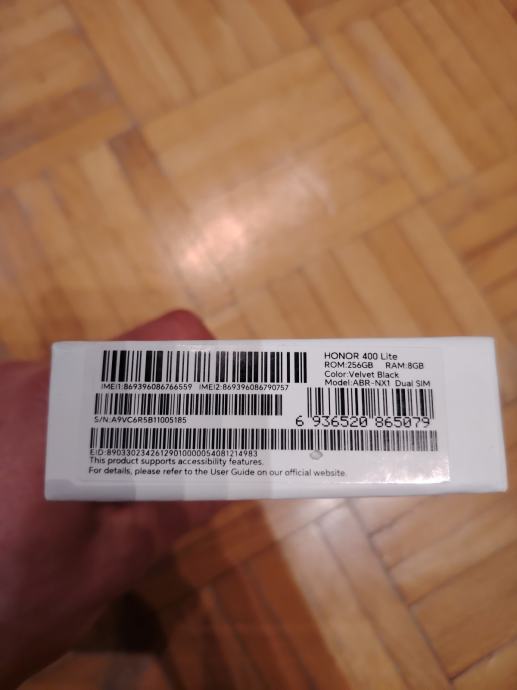 HONOR 400 Lite
ROM:256GB RAM:8GB
Color:Velvet Black
Model:ABR-NX1 Dual SIM
IMEI1:869396086766559 IMEI2:869396086790757
S/N:A9VC6R5B11005185
6 936520 865079
EID:89033023426129010000054081214983
This product supports accessibility features.
For details, please refer to the User Guide on our official website.